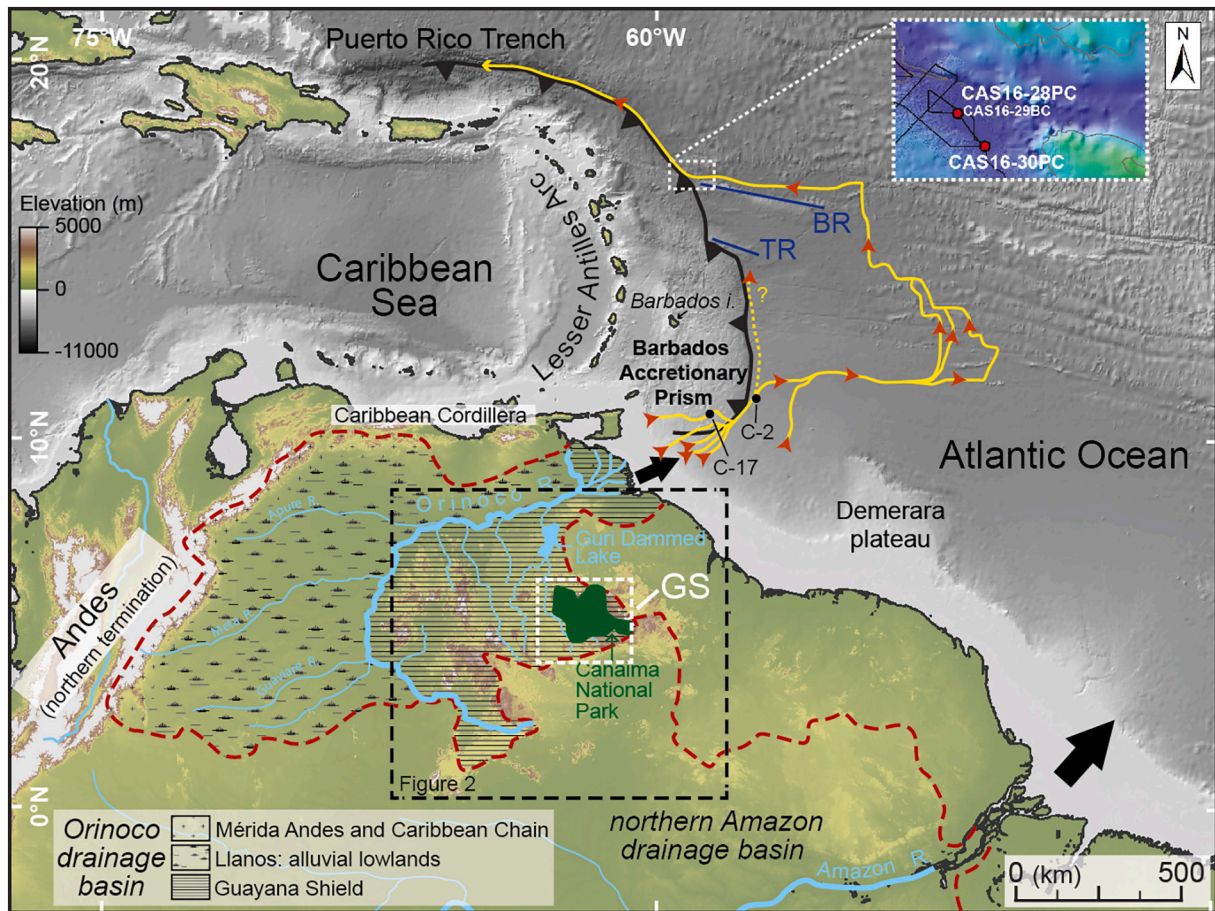 75°W
60°W
20°N
10°N
0°N
Puerto Rico Trench
N
CAS16-28PC
CAS16-29BC
CAS16-30PC
Elevation (m)
5000
0
-11000
Caribbean
Sea
Lesser Antilles Arc
BR
TR
?
Barbados i.
Barbados
Accretionary
Prism
C-2
C-17
Caribbean Cordillera
Atlantic Ocean
Demerara
plateau
Orinoco R.
Apure R.
Meta R.
Guaviare R.
Guri Dammed
Lake
GS
Canaima
National
Park
Andes
(northern termination)
Figure 2
Orinoco
drainage
basin
Mérida Andes and Caribbean Chain
Llanos: alluvial lowlands
Guayana Shield
northern Amazon
drainage basin
Amazon R.
0 (km) 500